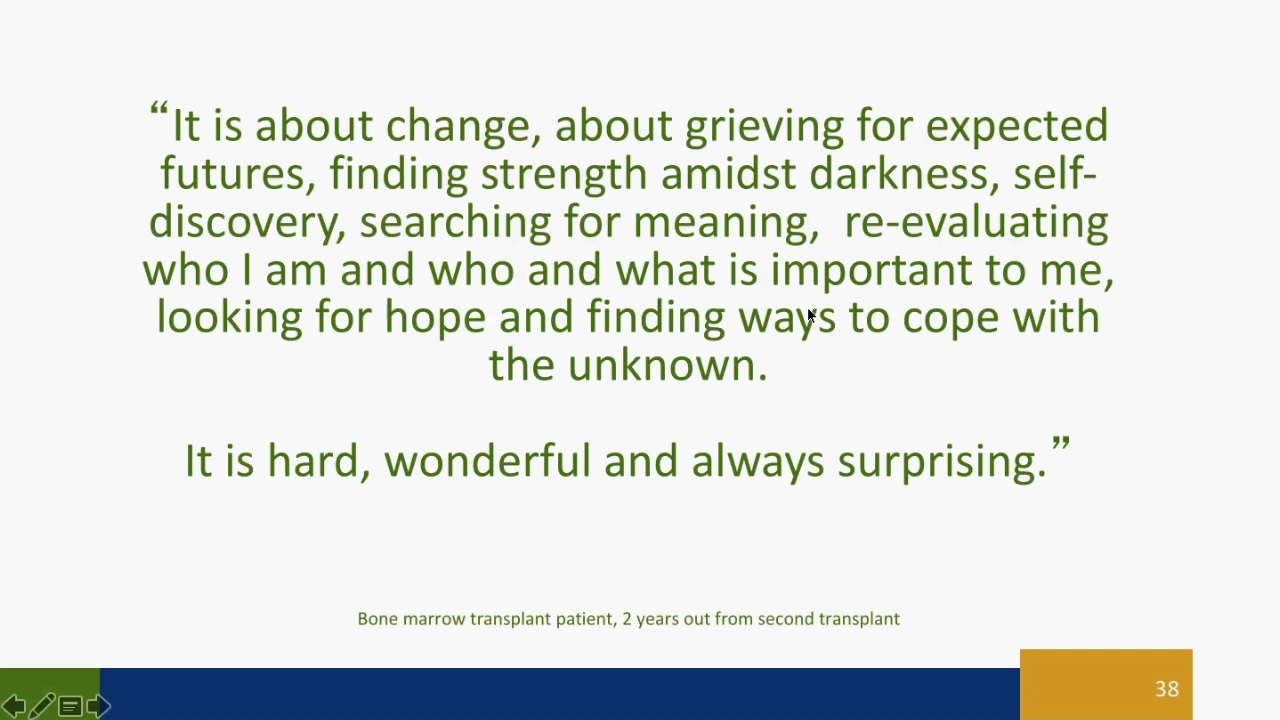 “It is about change, about grieving for expected
futures, finding strength amidst darkness, self-
discovery, searching for meaning,  re-evaluating
who I am and who and what is important to me,
looking for hope and finding ways to cope with
the unknown.
It is hard, wonderful and always surprising.”
Bone marrow transplant patient, 2 years out from second transplant
38